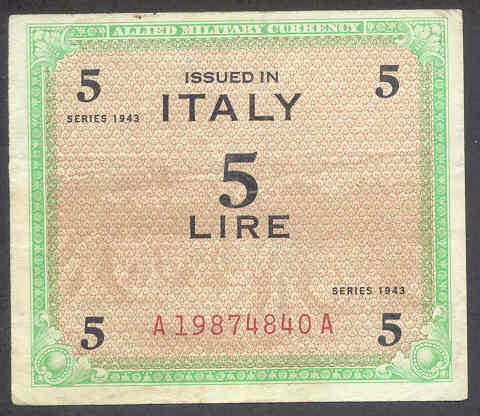 ALLIED MILITARY CURRENCY
5 ISSUED IN 5
SERIES 1943 ITALY
5
LIRE
SERIES 1943
5 A19874840A 5